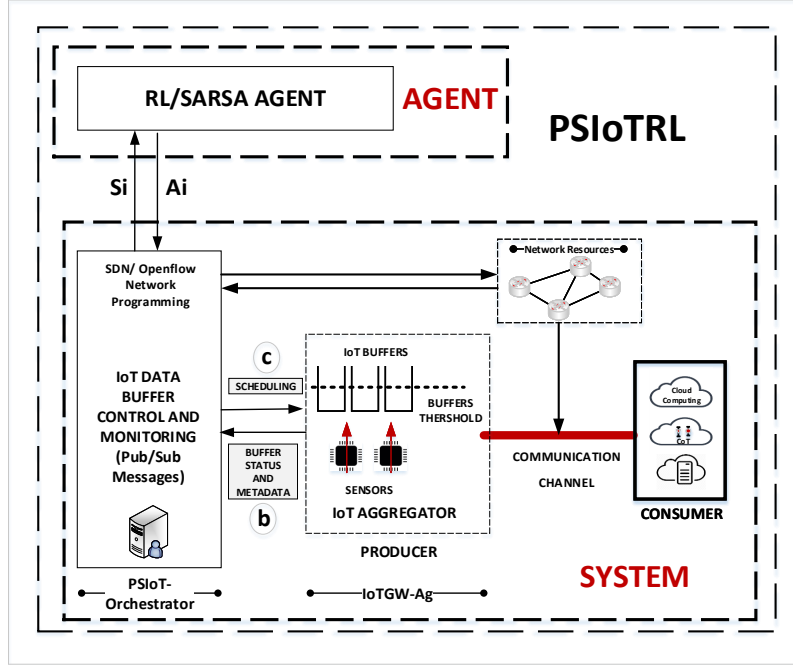 RL/SARSA AGENT
AGENT
PSIoTRL
Si
Ai
SDN/ Openflow
Network
Programming
Network Resources
IoT DATA
BUFFER
CONTROL AND
MONITORING
(Pub/Sub
Messages)
c
SCHEDULING
BUFFER
STATUS
AND
METADATA
b
IoT BUFFERS
BUFFERS
THERSHOLD
SENSORS
IoT AGGREGATOR
PRODUCER
COMMUNICATION
CHANNEL
Cloud
Computing
CoT
CONSUMER
SYSTEM
PSIoT-
Orchestrator
IoTGW-Ag